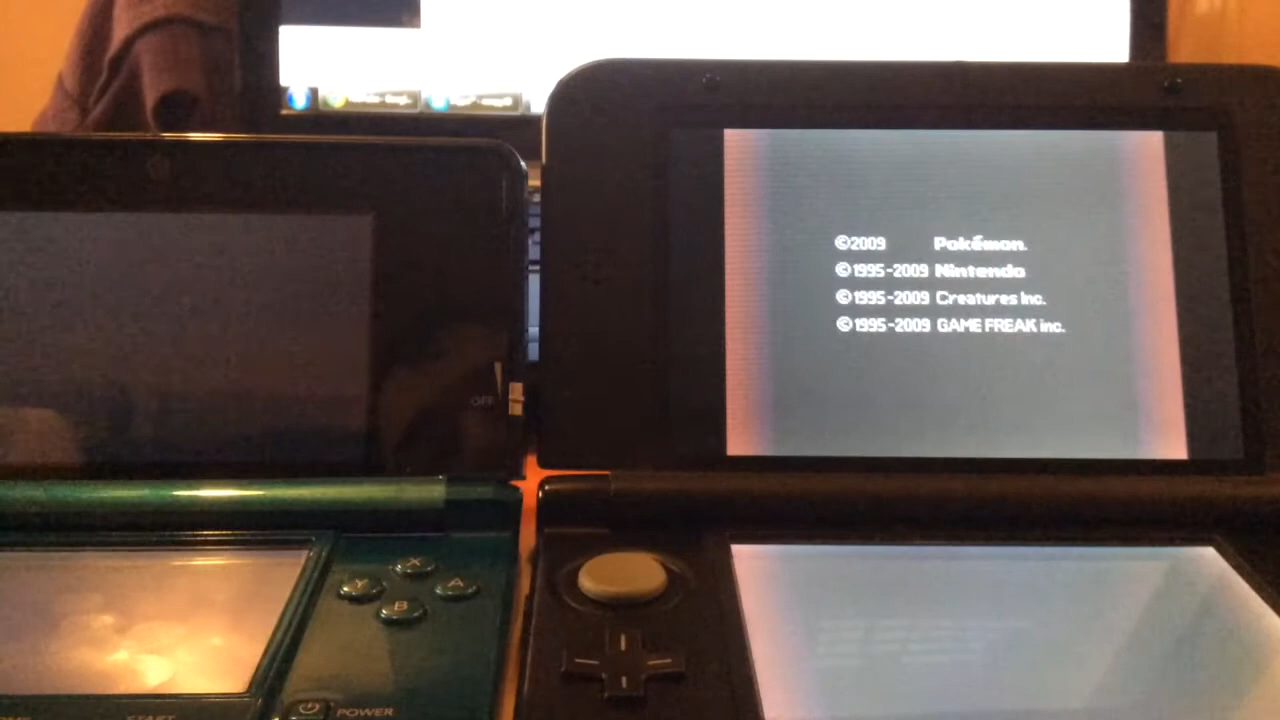 ©2009 Pokémon.
©1995-2009 Nintendo
©1995-2009 Creatures Inc.
©1995-2009 GAME FREAK inc.
OFF
X
Y
A
B
POWER
START